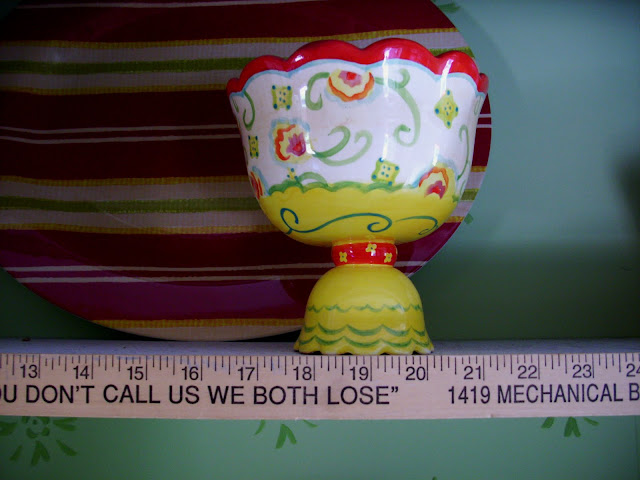 13 14 15 16 17 18 19 20 21 22 23 24
OU DON'T CALL US WE BOTH LOSE” 1419 MECHANICAL B